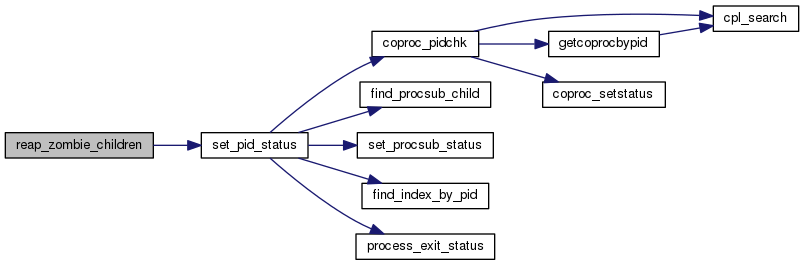 cpl_search
coproc_pidchk
getcoprocbypid
find_procsub_child
coproc_setstatus
reap_zombie_children
set_pid_status
set_procsub_status
find_index_by_pid
process_exit_status